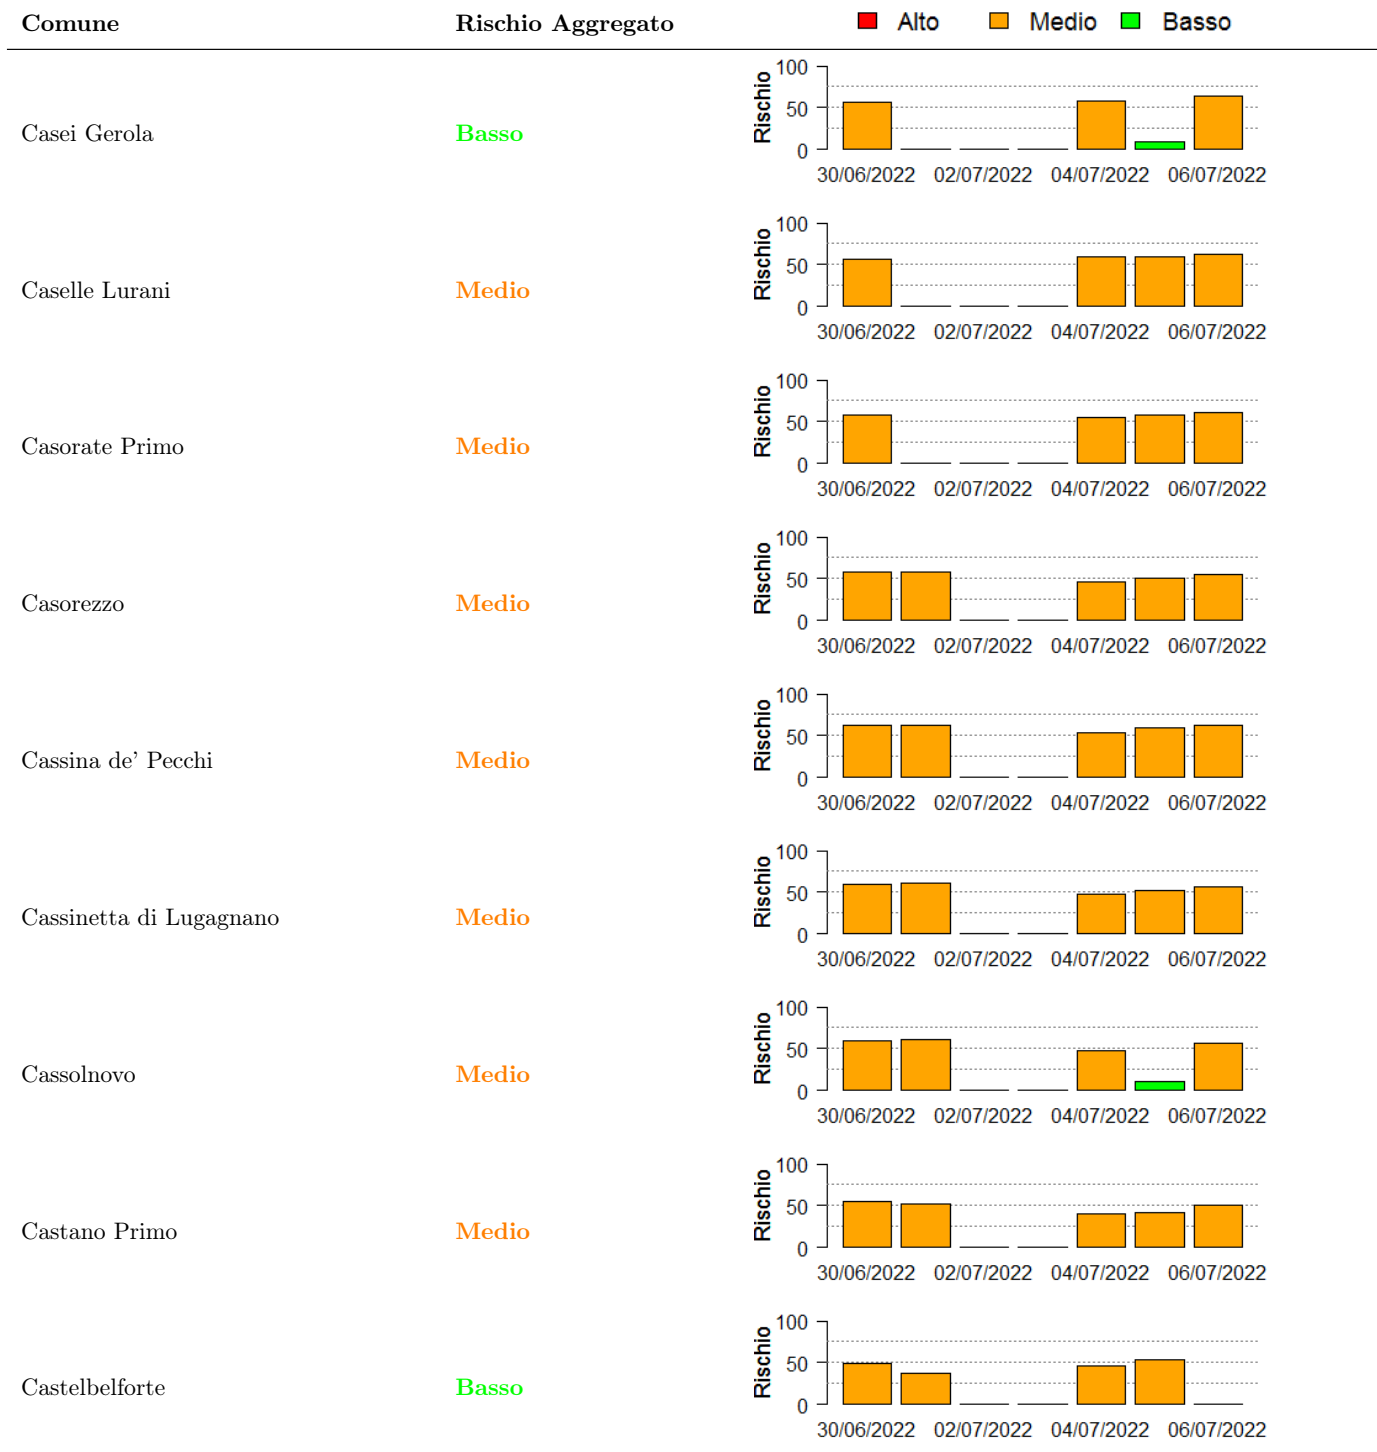 Comune Rischio Aggregato Alto Medio Basso
100
50
0
Rischio
Casei Gerola Basso
30/06/2022 02/07/2022 04/07/2022 06/07/2022
100
50
0
Rischio
Caselle Lurani Medio
30/06/2022 02/07/2022 04/07/2022 06/07/2022
100
50
0
Rischio
Casorate Primo Medio
30/06/2022 02/07/2022 04/07/2022 06/07/2022
100
50
0
Rischio
Casorezzo Medio
30/06/2022 02/07/2022 04/07/2022 06/07/2022
100
50
0
Rischio
Cassina de' Pecchi Medio
30/06/2022 02/07/2022 04/07/2022 06/07/2022
100
50
0
Rischio
Cassinetta di Lugagnano Medio
30/06/2022 02/07/2022 04/07/2022 06/07/2022
100
50
0
Rischio
Cassolnovo Medio
30/06/2022 02/07/2022 04/07/2022 06/07/2022
100
50
0
Rischio
Castano Primo Medio
30/06/2022 02/07/2022 04/07/2022 06/07/2022
100
50
0
Rischio
Castelbelforte Basso
30/06/2022 02/07/2022 04/07/2022 06/07/2022